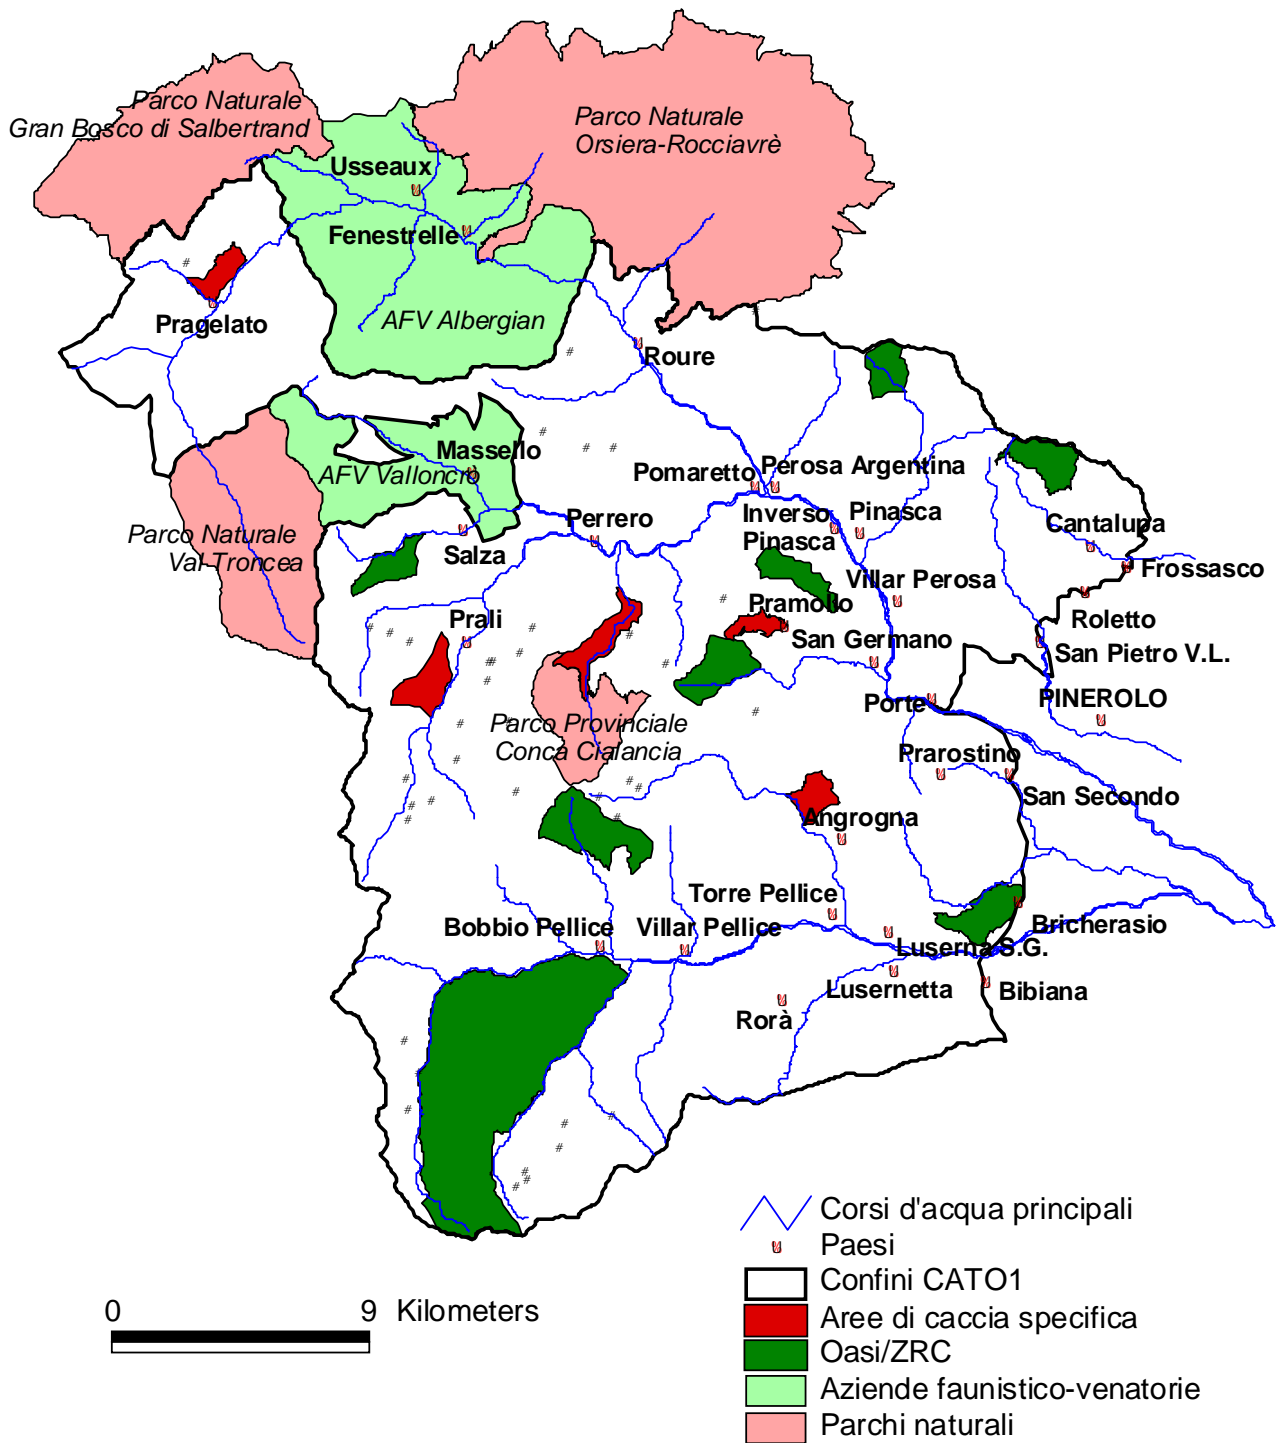 Parco Naturale
Gran Bosco di Salbertrand
Parco Naturale
Orsiera-Rocciavrè
Usseaux
Fenestrelle
AFV Albergian
Pragelato
Roure
Massello
AFV Valloncrò
Pomaretto
Perosa Argentina
Inverso
Pinasca
Pinasca
Cantalupa
Perrero
Parco Naturale
Val Troncea
Salza
Frossasco
Villar Perosa
Pramollo
Roletto
Prali
San Germano
San Pietro V.L.
Porte
PINEROLO
Parco Provinciale
Conca Cialancia
Prarostino
San Secondo
Angrogna
Torre Pellice
Bobbio Pellice
Villar Pellice
Bricherasio
Luserna S.G.
Lusernetta
Bibiana
Rorà
Corsi d'acqua principali
Paesi
Confini CATO1
0 9 Kilometers
Aree di caccia specifica
Oasi/ZRC
Aziende faunistico-venatorie
Parchi naturali